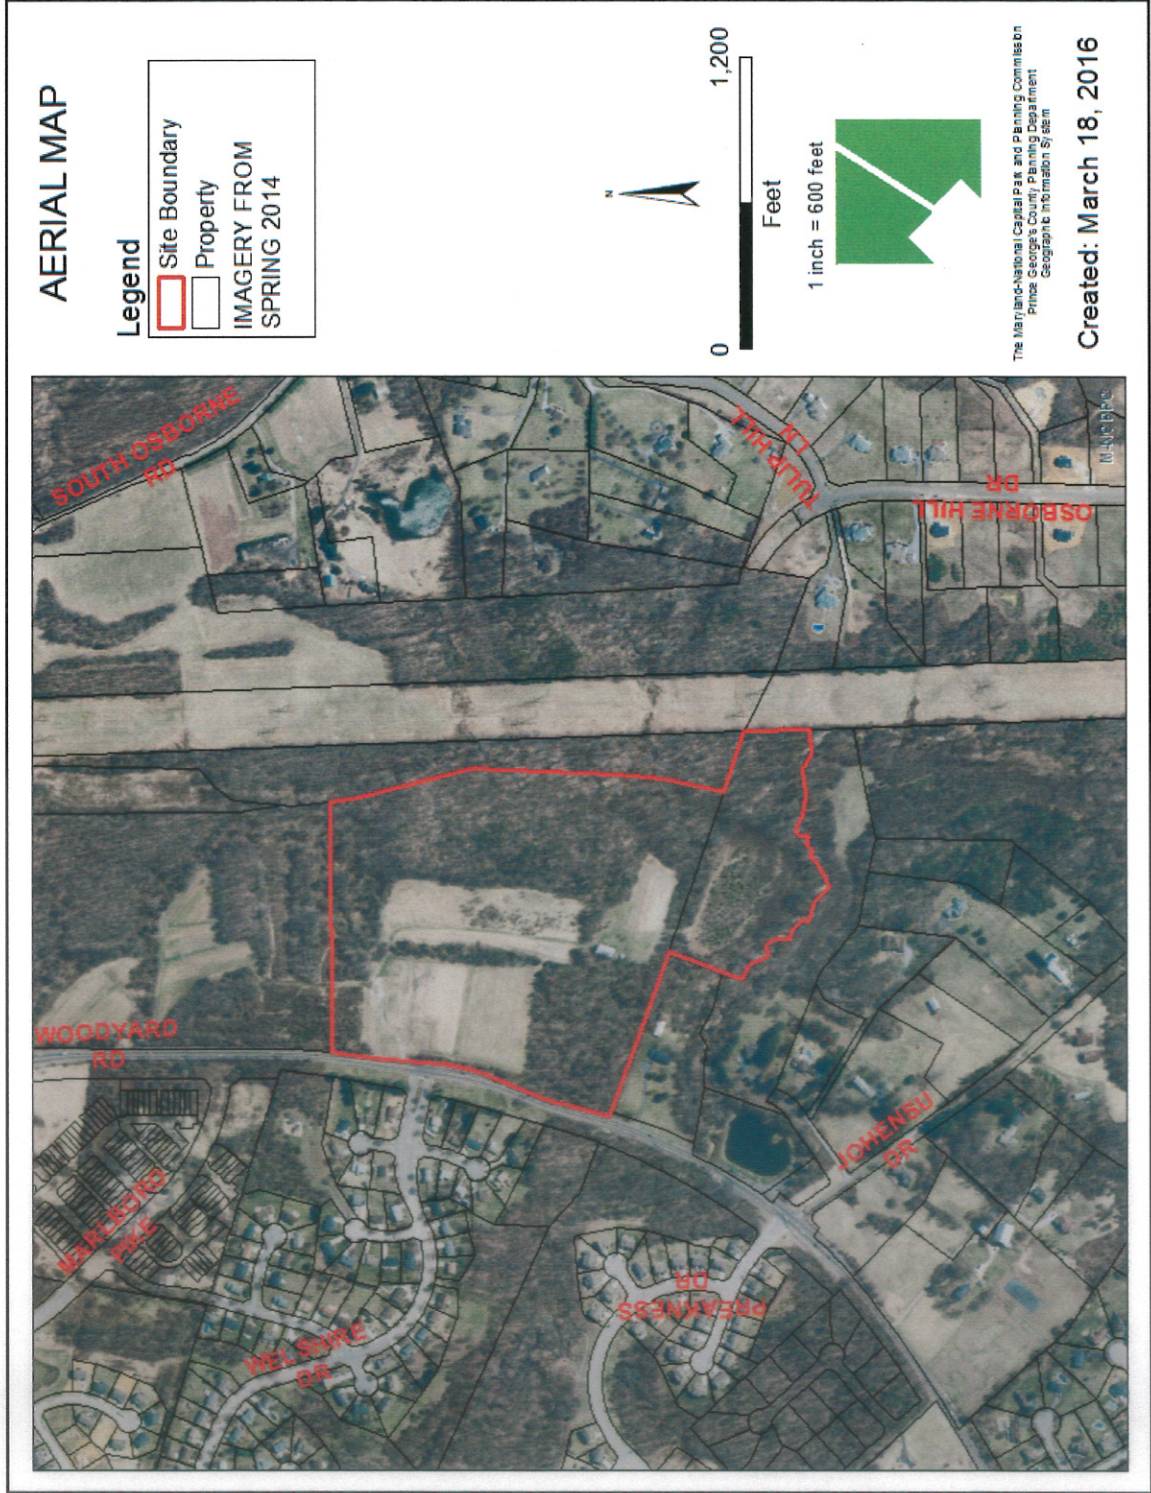 AERIAL MAP
Legend
Site Boundary
Property
IMAGERY FROM
SPRING 2014
N
0
1,200
Feet
1 inch = 600 feet
The Maryland-National Capital Park and Planning Commission
Prince George's County Planning Department
Geographic Information System
Created: March 18, 2016
SOUTH OSBORNE
RD
TULIP HILL
LN
OSBORNE HILL
DR
WOODYARD
RD
MARLBORO
PIKE
WELSHIRE
DR
PREAKNESS
DR
JOHENSU
DR
M-NCPPC